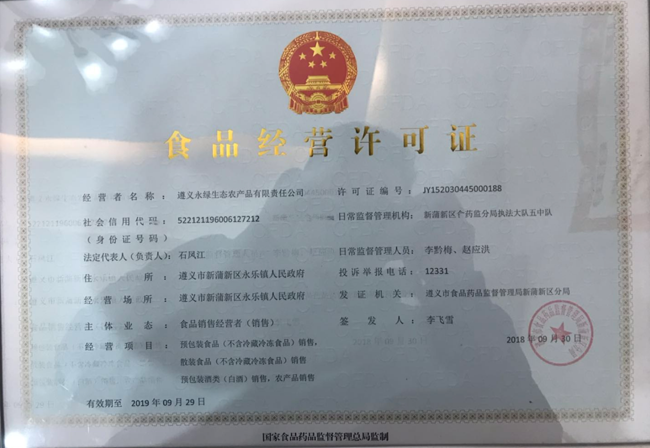 食品经营许可证
经营者名称：遵义永绿生态农产品有限责任公司
许可证编号：JY152030445000188
社会信用代码：522121196006127212
（身份证号码）
日常监督管理机构：新蒲新区个药监分局执法大队五中队
法定代表人（负责人）：石凤江
日常监督管理人员：李黔梅、赵应洪
住所：遵义市新蒲新区永乐镇人民政府
投诉举报电话：12331
经营场所：遵义市新蒲新区永乐镇人民政府
发证机关：遵义市食品药品监督管理局新蒲新区分局
主体业态：食品销售经营者（销售）
签发人：李飞雪
经营项目：预包装食品（不含冷藏冷冻食品）销售，
散装食品（不含冷藏冷冻食品）销售
预包装酒类（白酒）销售，农产品销售
2018 年 09 月 30 日
有效期至 2019 年 09 月 29 日
国家食品药品监督管理总局监制